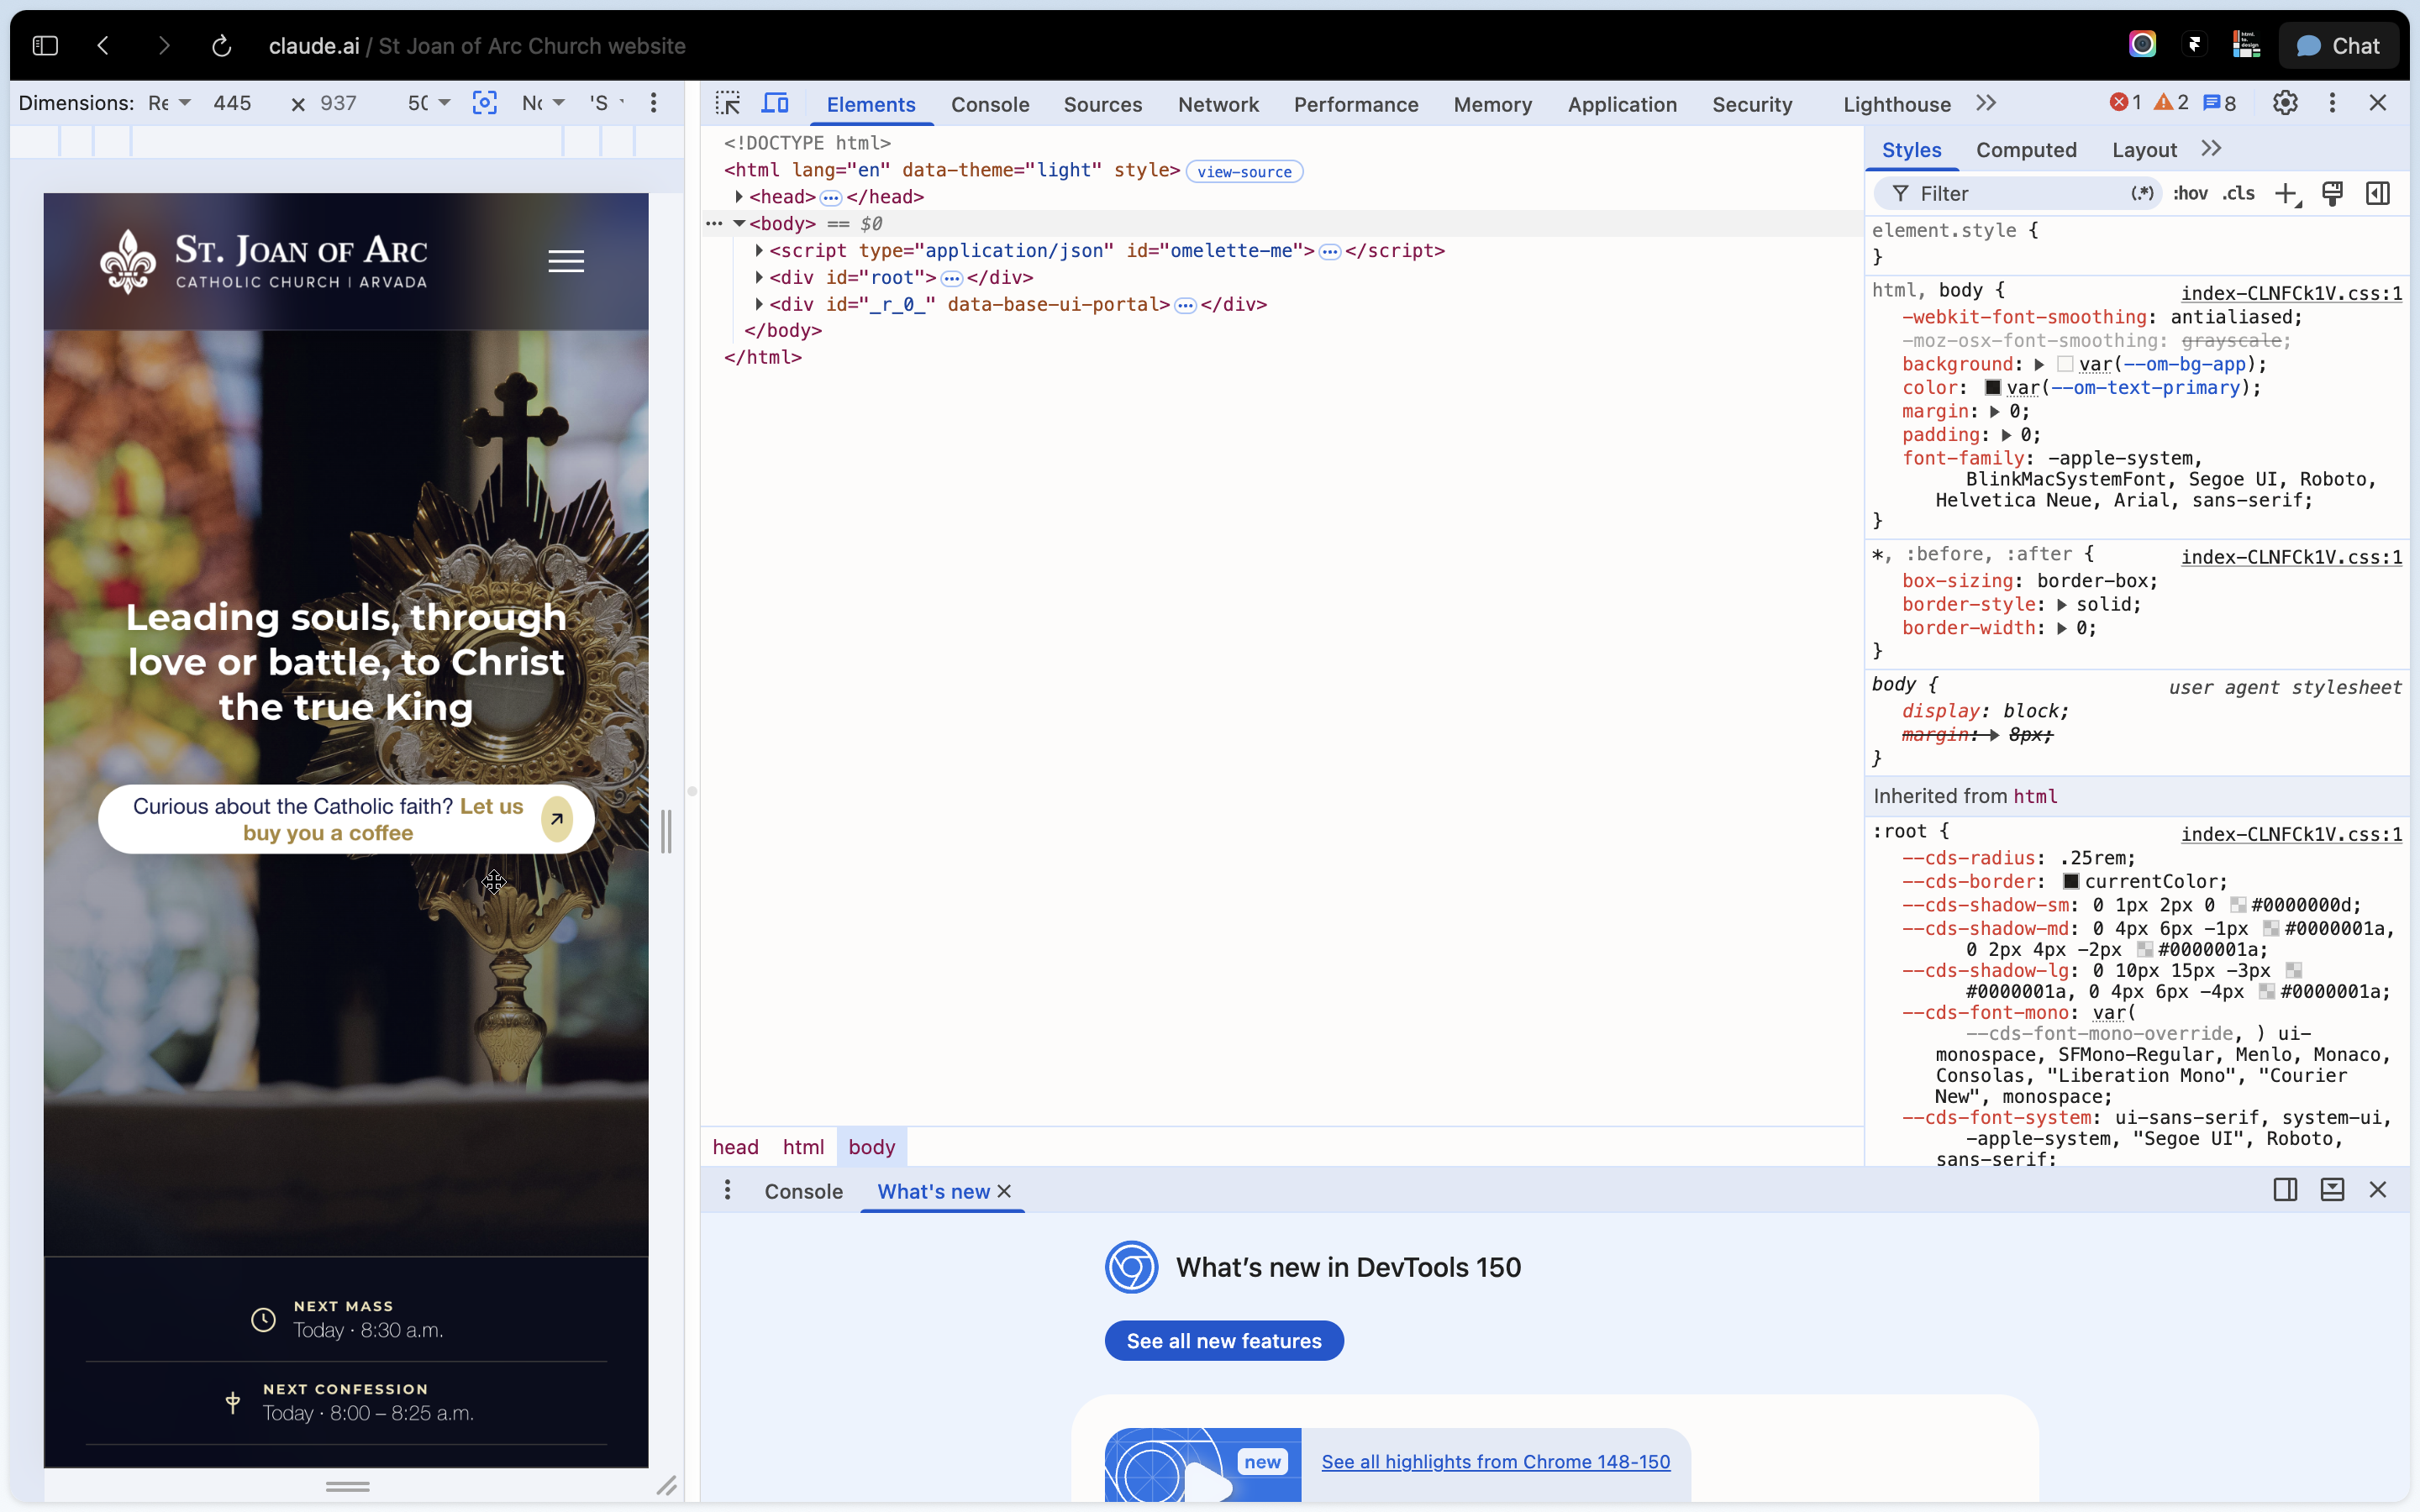 claude.ai / St Joan of Arc Church website
Chat
Dimensions: Re 445 × 937 50 No 'S
Elements Console Sources Network Performance Memory Application Security Lighthouse 1 2 8
<!DOCTYPE html>
<html lang="en" data-theme="light" style> view-source
<head> … </head>
… <body> == $0
<script type="application/json" id="omelette-me"> … </script>
<div id="root"> … </div>
<div id="_r_0_" data-base-ui-portal> … </div>
</body>
</html>
head html body
ST. JOAN OF ARC
CATHOLIC CHURCH | ARVADA
Leading souls, through
love or battle, to Christ
the true King
Curious about the Catholic faith? Let us
buy you a coffee
NEXT MASS
Today · 8:30 a.m.
NEXT CONFESSION
Today · 8:00 – 8:25 a.m.
Styles Computed Layout
Filter (.*) :hov .cls
element.style {
}
html, body { index-CLNFCk1V.css:1
-webkit-font-smoothing: antialiased;
-moz-osx-font-smoothing: grayscale;
background: var(--om-bg-app);
color: var(--om-text-primary);
margin: 0;
padding: 0;
font-family: -apple-system,
BlinkMacSystemFont, Segoe UI, Roboto,
Helvetica Neue, Arial, sans-serif;
}
*, :before, :after { index-CLNFCk1V.css:1
box-sizing: border-box;
border-style: solid;
border-width: 0;
}
body { user agent stylesheet
display: block;
margin: 8px;
}
Inherited from html
:root { index-CLNFCk1V.css:1
--cds-radius: .25rem;
--cds-border: currentColor;
--cds-shadow-sm: 0 1px 2px 0 #0000000d;
--cds-shadow-md: 0 4px 6px -1px #0000001a,
0 2px 4px -2px #0000001a;
--cds-shadow-lg: 0 10px 15px -3px
#0000001a, 0 4px 6px -4px #0000001a;
--cds-font-mono: var(
--cds-font-mono-override, ) ui-
monospace, SFMono-Regular, Menlo, Monaco,
Consolas, "Liberation Mono", "Courier
New", monospace;
--cds-font-system: ui-sans-serif, system-ui,
-apple-system, "Segoe UI", Roboto,
sans-serif;
Console What's new
What's new in DevTools 150
See all new features
new
See all highlights from Chrome 148-150